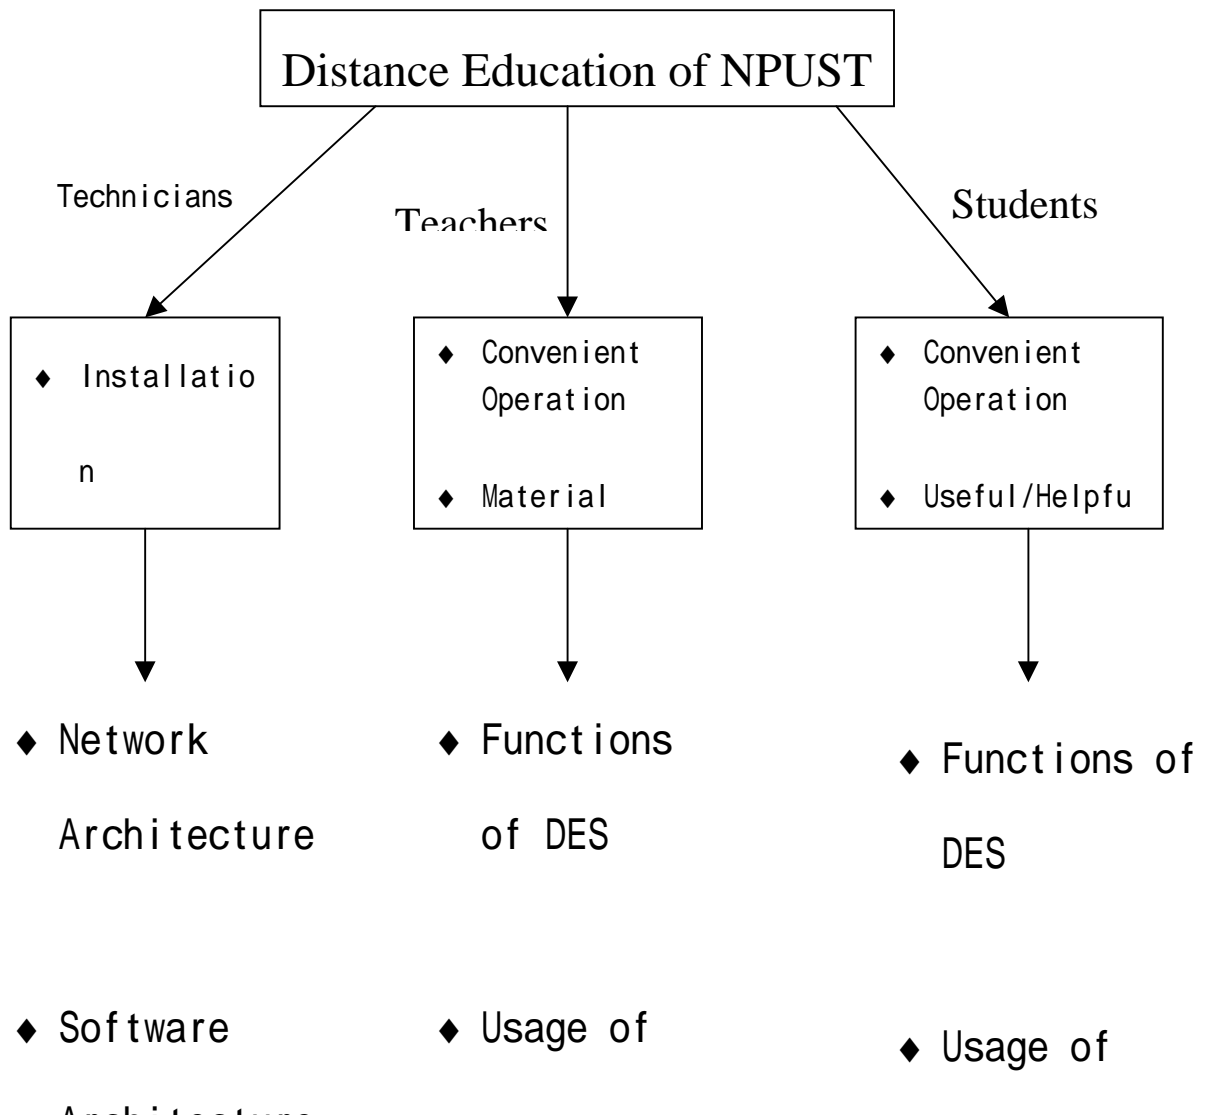 Distance Education of NPUST
Technicians
Teachers
Students
♦ Installatio
n
♦ Convenient
Operation
♦ Material
♦ Convenient
Operation
♦ Useful/Helpfu
♦ Network
Architecture
♦ Software
Architecture
♦ Functions
of DES
♦ Usage of
♦ Functions of
DES
♦ Usage of